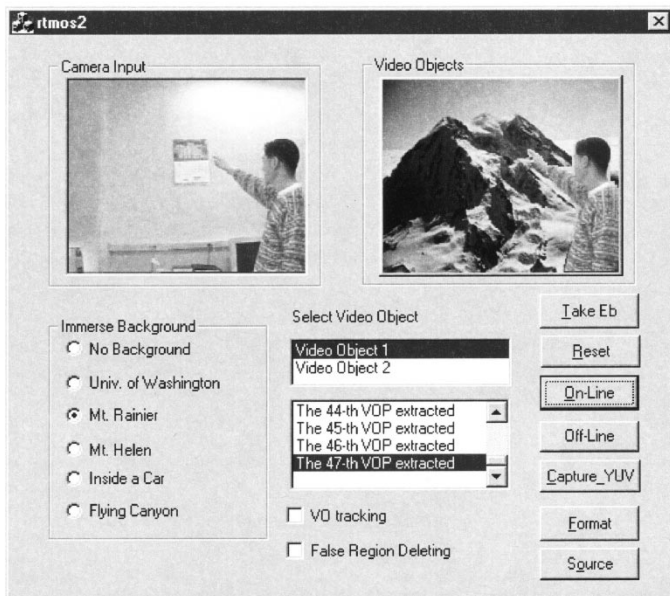 rtmos2
Camera Input
Video Objects
Immerse Background
No Background
Univ. of Washington
Mt. Rainier
Mt. Helen
Inside a Car
Flying Canyon
Select Video Object
Video Object 1
Video Object 2
The 44-th VOP extracted
The 45-th VOP extracted
The 46-th VOP extracted
The 47-th VOP extracted
VO tracking
False Region Deleting
Take Eb
Reset
On-Line
Off-Line
Capture_YUV
Format
Source